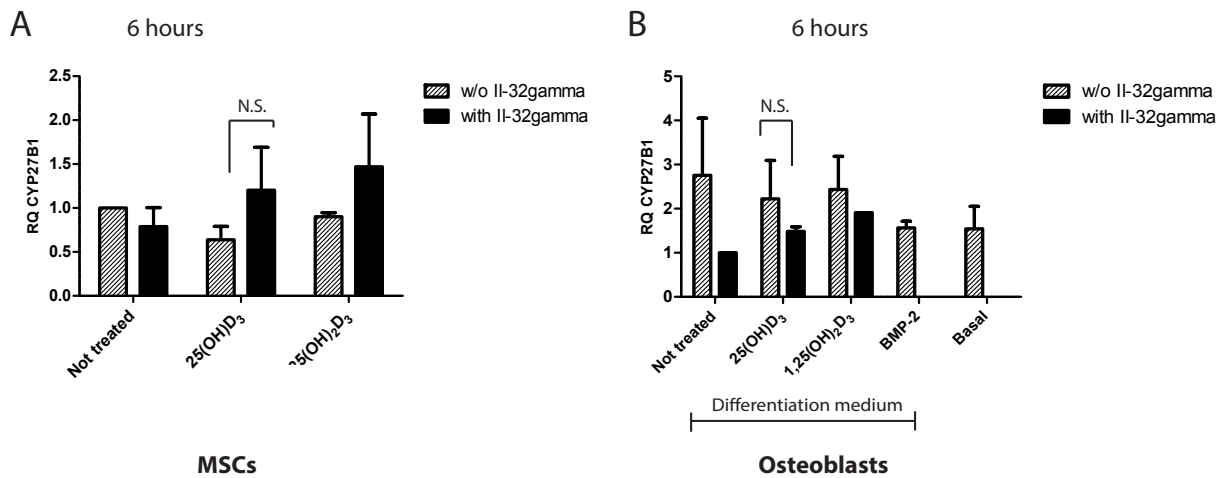 A
6 hours
2.5
2.0
1.5
1.0
0.5
0.0
RQ CYP27B1
N.S.
w/o Il-32gamma
with Il-32gamma
Not treated
25(OH)D₃
25(OH)₂D₃
MSCs
B
6 hours
5
4
3
2
1
0
RQ CYP27B1
N.S.
w/o Il-32gamma
with Il-32gamma
Not treated
25(OH)D₃
1,25(OH)₂D₃
BMP-2
Basal
Differentiation medium
Osteoblasts